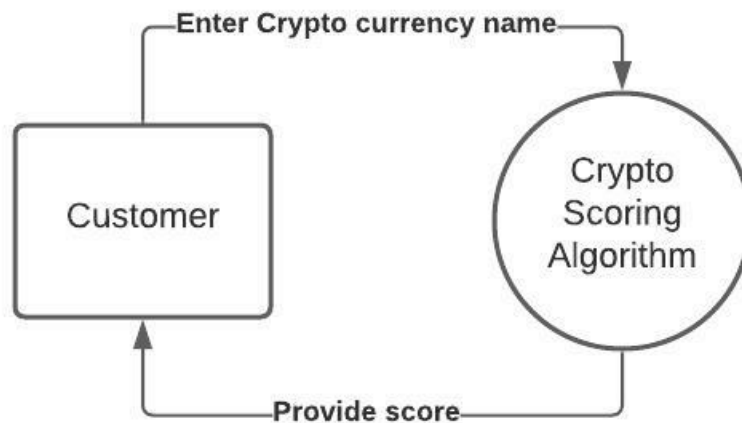 Enter Crypto currency name
Customer
Crypto
Scoring
Algorithm
Provide score